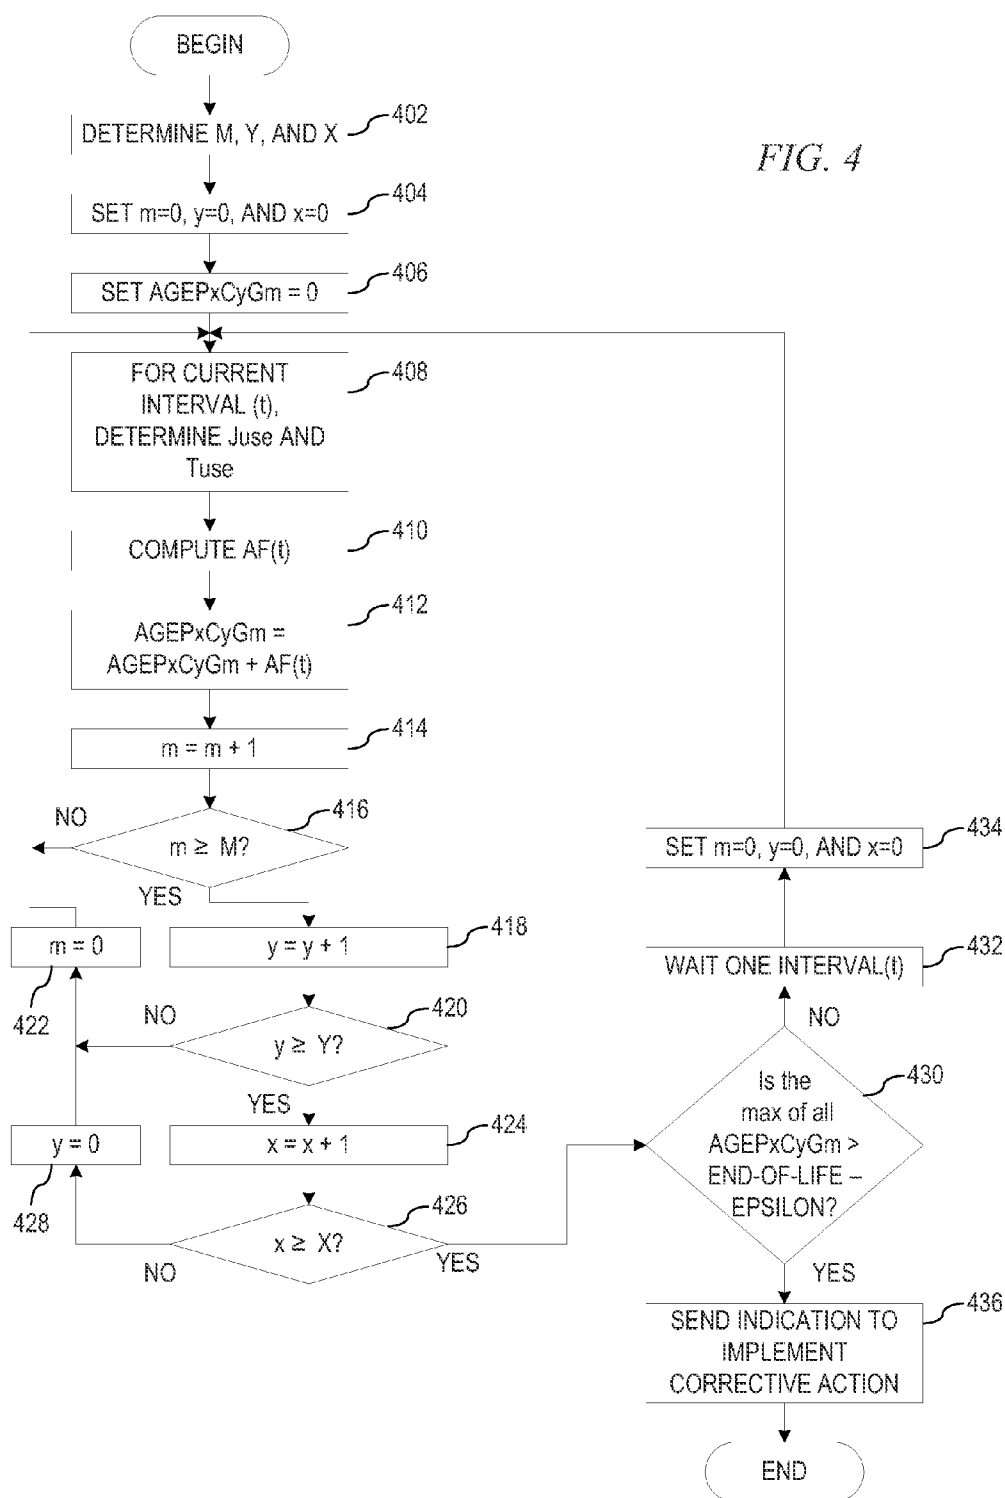 BEGIN
402
DETERMINE M, Y, AND X
FIG. 4
404
SET m=0, y=0, AND x=0
406
SET AGEPxCyGm = 0
408
FOR CURRENT
INTERVAL (t),
DETERMINE Juse AND
Tuse
410
COMPUTE AF(t)
412
AGEPxCyGm =
AGEPxCyGm + AF(t)
414
m = m + 1
416
NO
m ≥ M?
YES
418
m = 0
y = y + 1
422
420
NO
y ≥ Y?
YES
424
y = 0
x = x + 1
428
426
x ≥ X?
NO
YES
434
SET m=0, y=0, AND x=0
432
WAIT ONE INTERVAL(t)
NO
430
Is the
max of all
AGEPxCyGm >
END-OF-LIFE –
EPSILON?
YES
436
SEND INDICATION TO
IMPLEMENT
CORRECTIVE ACTION
END